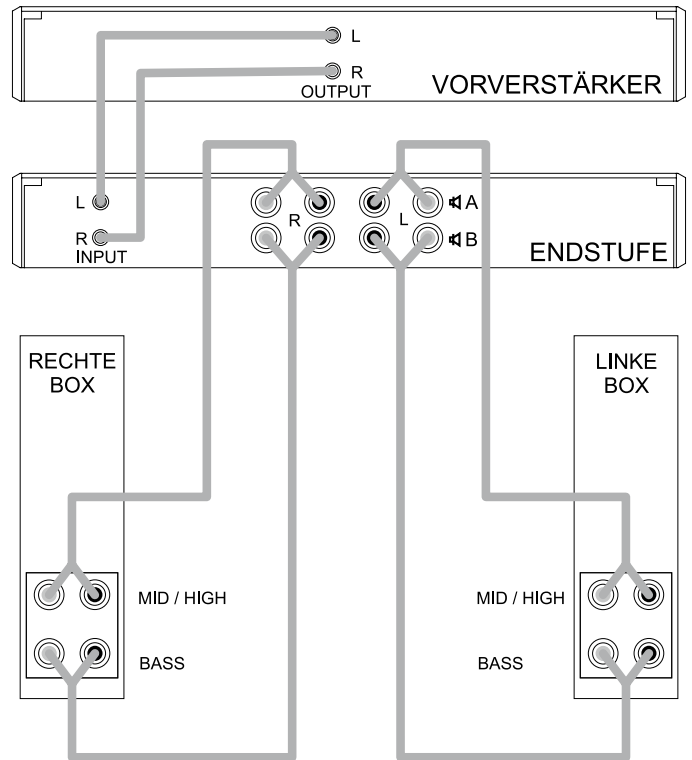 L
R
OUTPUT
VORVERSTÄRKER
L
R
INPUT
R
L
A
B
ENDSTUFE
RECHTE
BOX
LINKE
BOX
MID / HIGH
BASS
MID / HIGH
BASS